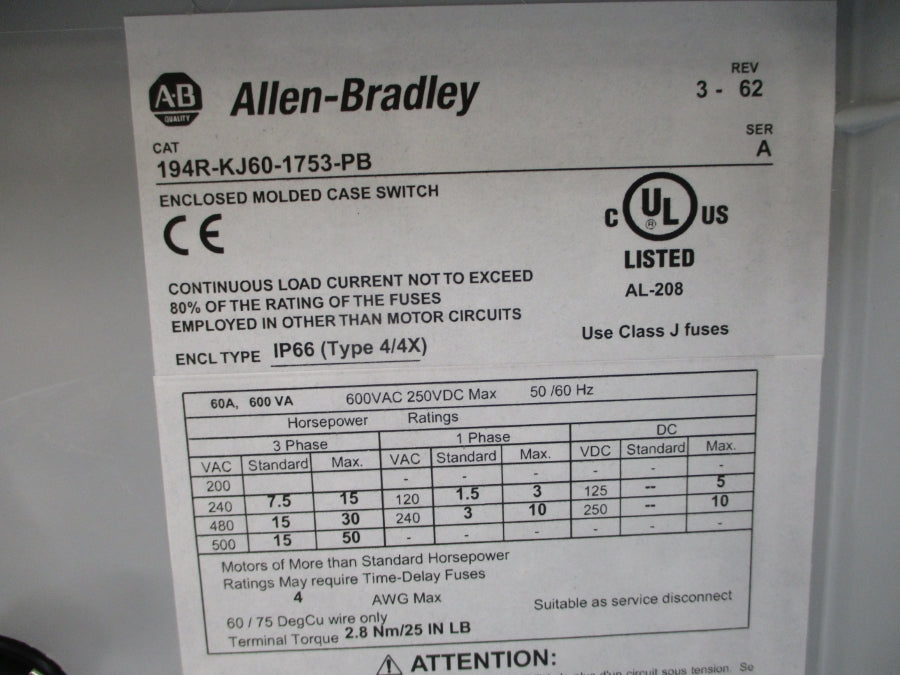 A-B
QUALITY
Allen-Bradley
REV
3 - 62
CAT
194R-KJ60-1753-PB
SER
A
ENCLOSED MOLDED CASE SWITCH
CE
C UL US
®
LISTED
AL-208
CONTINUOUS LOAD CURRENT NOT TO EXCEED
80% OF THE RATING OF THE FUSES
EMPLOYED IN OTHER THAN MOTOR CIRCUITS
Use Class J fuses
ENCL TYPE IP66 (Type 4/4X)
60A, 600 VA 600VAC 250VDC Max 50 /60 Hz
Horsepower Ratings
3 Phase 1 Phase DC
VAC Standard Max. VAC Standard Max. VDC Standard Max.
200 - - - - - -
240 7.5 15 120 1.5 3 125 -- 5
480 15 30 240 3 10 250 -- 10
500 15 50 - - - - - -
Motors of More than Standard Horsepower
Ratings May require Time-Delay Fuses
4 AWG Max
60 / 75 DegCu wire only
Suitable as service disconnect
Terminal Torque 2.8 Nm/25 IN LB
ATTENTION:
d'un circuit sous tension. Se